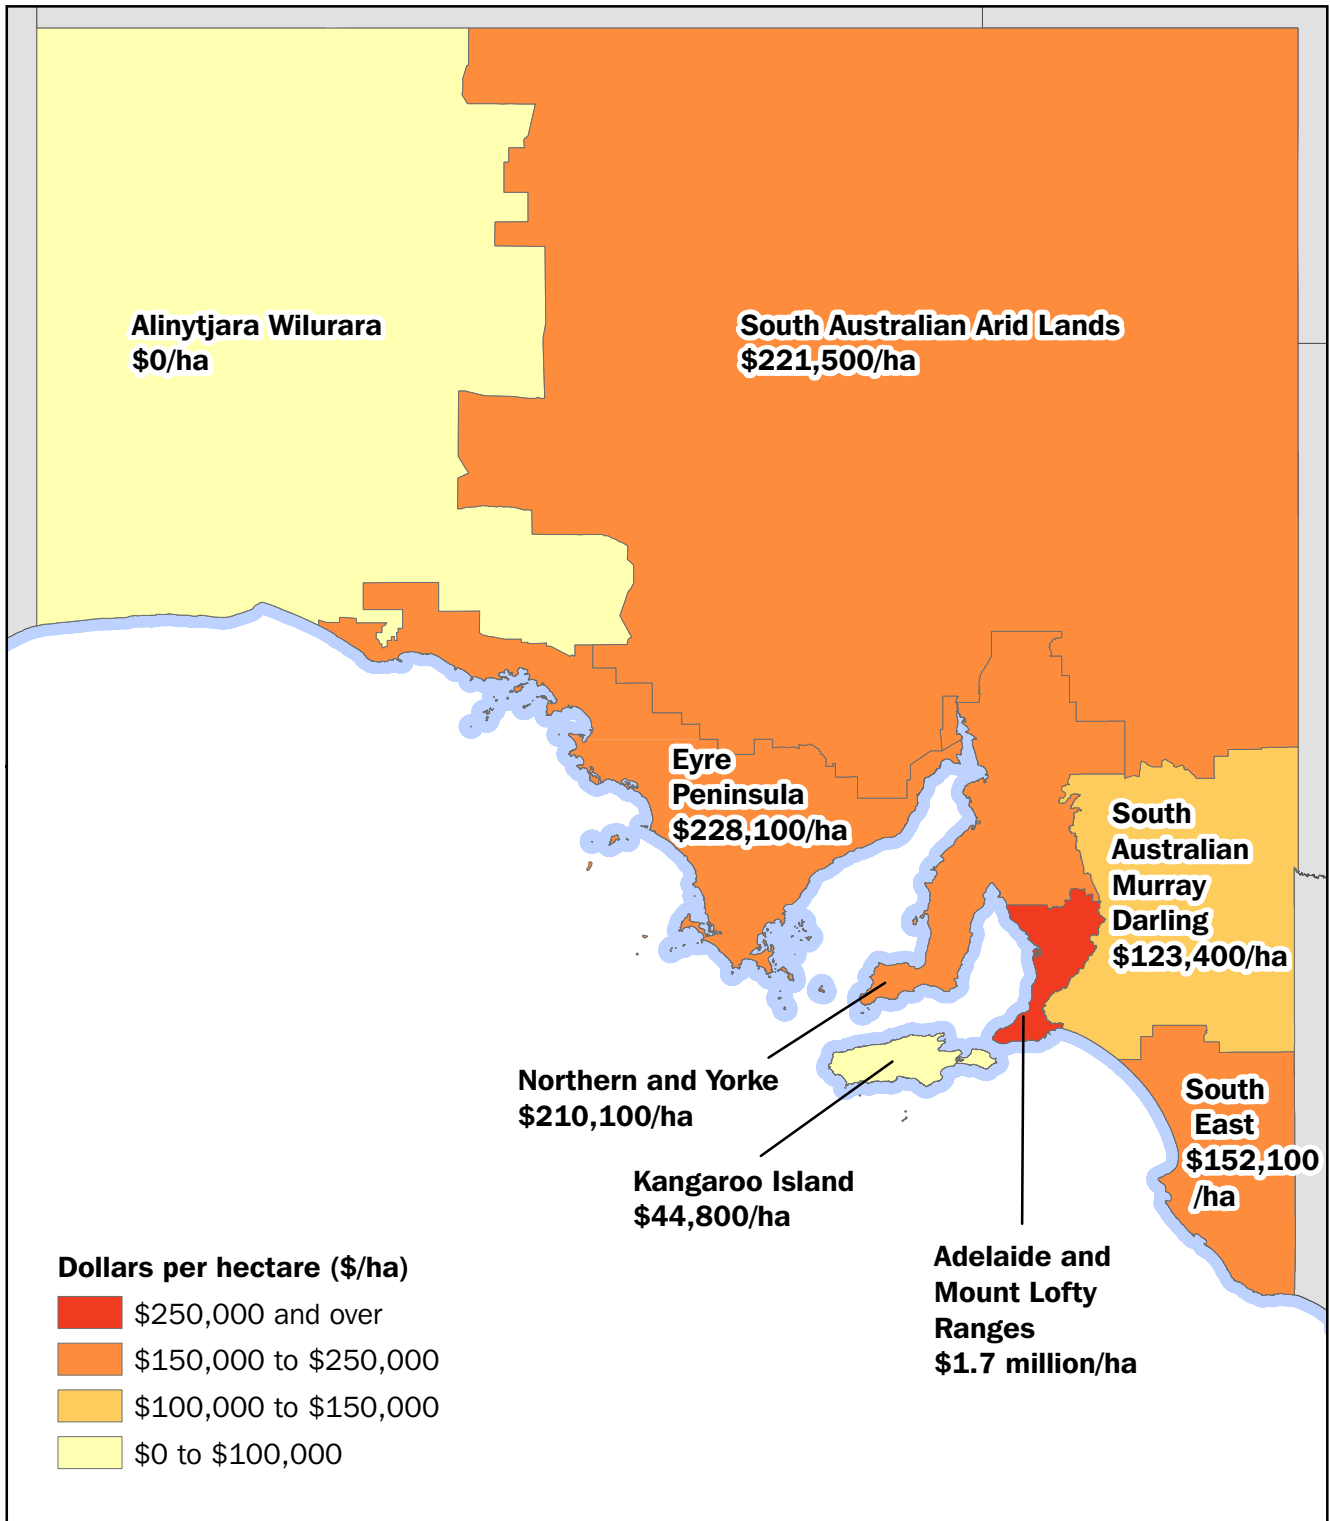 Alinytjara Wilurara
$0/ha
South Australian Arid Lands
$221,500/ha
Eyre
Peninsula
$228,100/ha
South
Australian
Murray
Darling
$123,400/ha
Northern and Yorke
$210,100/ha
Kangaroo Island
$44,800/ha
South
East
$152,100
/ha
Adelaide and
Mount Lofty
Ranges
$1.7 million/ha
Dollars per hectare ($/ha)
$250,000 and over
$150,000 to $250,000
$100,000 to $150,000
$0 to $100,000